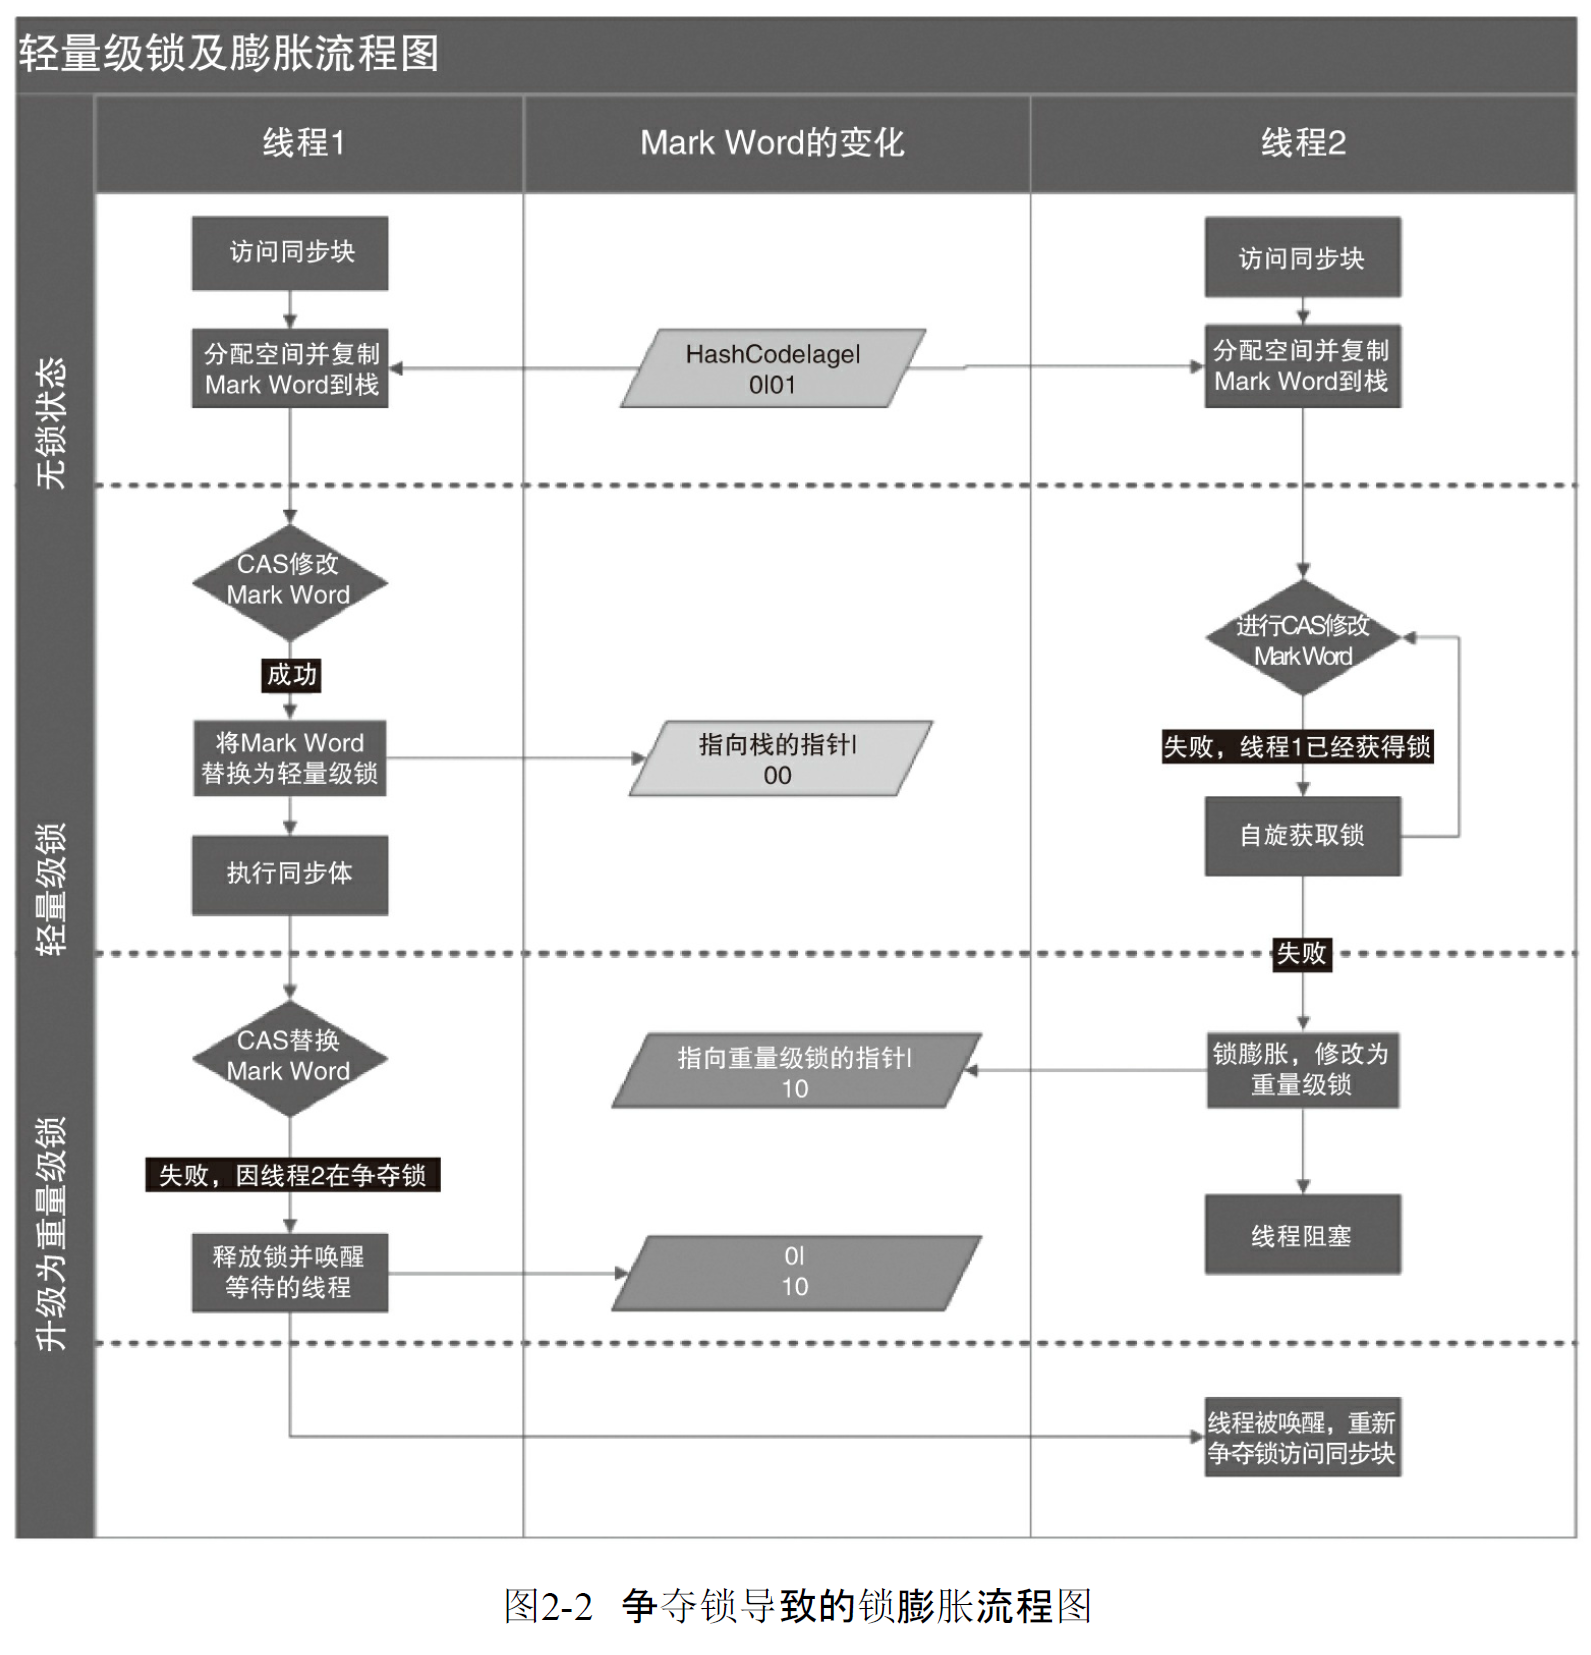 轻量级锁及膨胀流程图
线程1
Mark Word的变化
线程2
无锁状态
访问同步块
访问同步块
分配空间并复制
Mark Word到栈
HashCodelagel
0l01
分配空间并复制
Mark Word到栈
轻量级锁
CAS修改
Mark Word
进行CAS修改
Mark Word
成功
将Mark Word
替换为轻量级锁
指向栈的指针l
00
失败，线程1已经获得锁
执行同步体
自旋获取锁
失败
升级为重量级锁
CAS替换
Mark Word
指向重量级锁的指针l
10
锁膨胀，修改为
重量级锁
失败，因线程2在争夺锁
释放锁并唤醒
等待的线程
0l
10
线程阻塞
线程被唤醒，重新
争夺锁访问同步块
图2-2 争夺锁导致的锁膨胀流程图